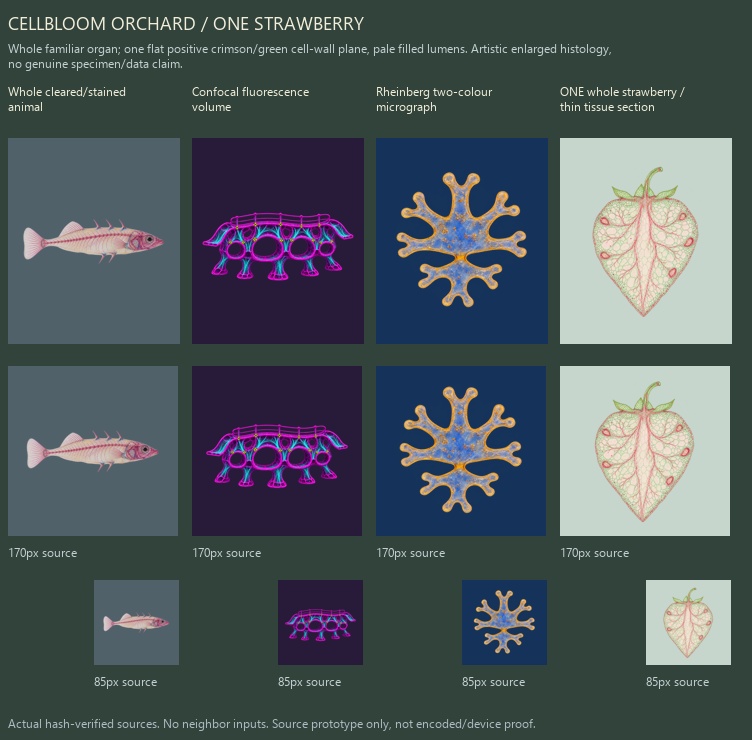 CELLBLOOM ORCHARD / ONE STRAWBERRY
Whole familiar organ; one flat positive crimson/green cell-wall plane, pale filled lumens. Artistic enlarged histology,
no genuine specimen/data claim.
Whole cleared/stained
animal
Confocal fluorescence
volume
Rheinberg two-colour
micrograph
ONE whole strawberry /
thin tissue section
170px source
170px source
170px source
170px source
85px source
85px source
85px source
85px source
Actual hash-verified sources. No neighbor inputs. Source prototype only, not encoded/device proof.